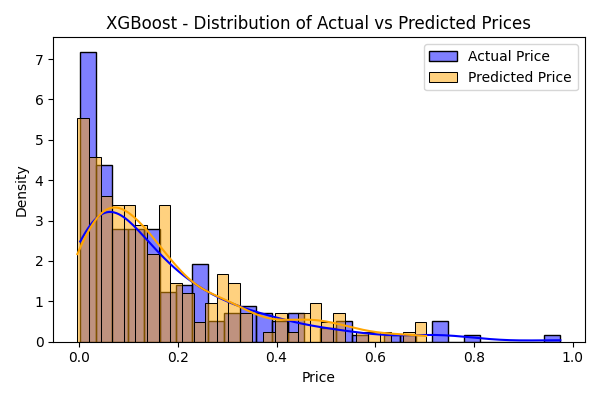 XGBoost - Distribution of Actual vs Predicted Prices
Actual Price
Predicted Price
Density
7
6
5
4
3
2
1
0
0.0 0.2 0.4 0.6 0.8 1.0
Price